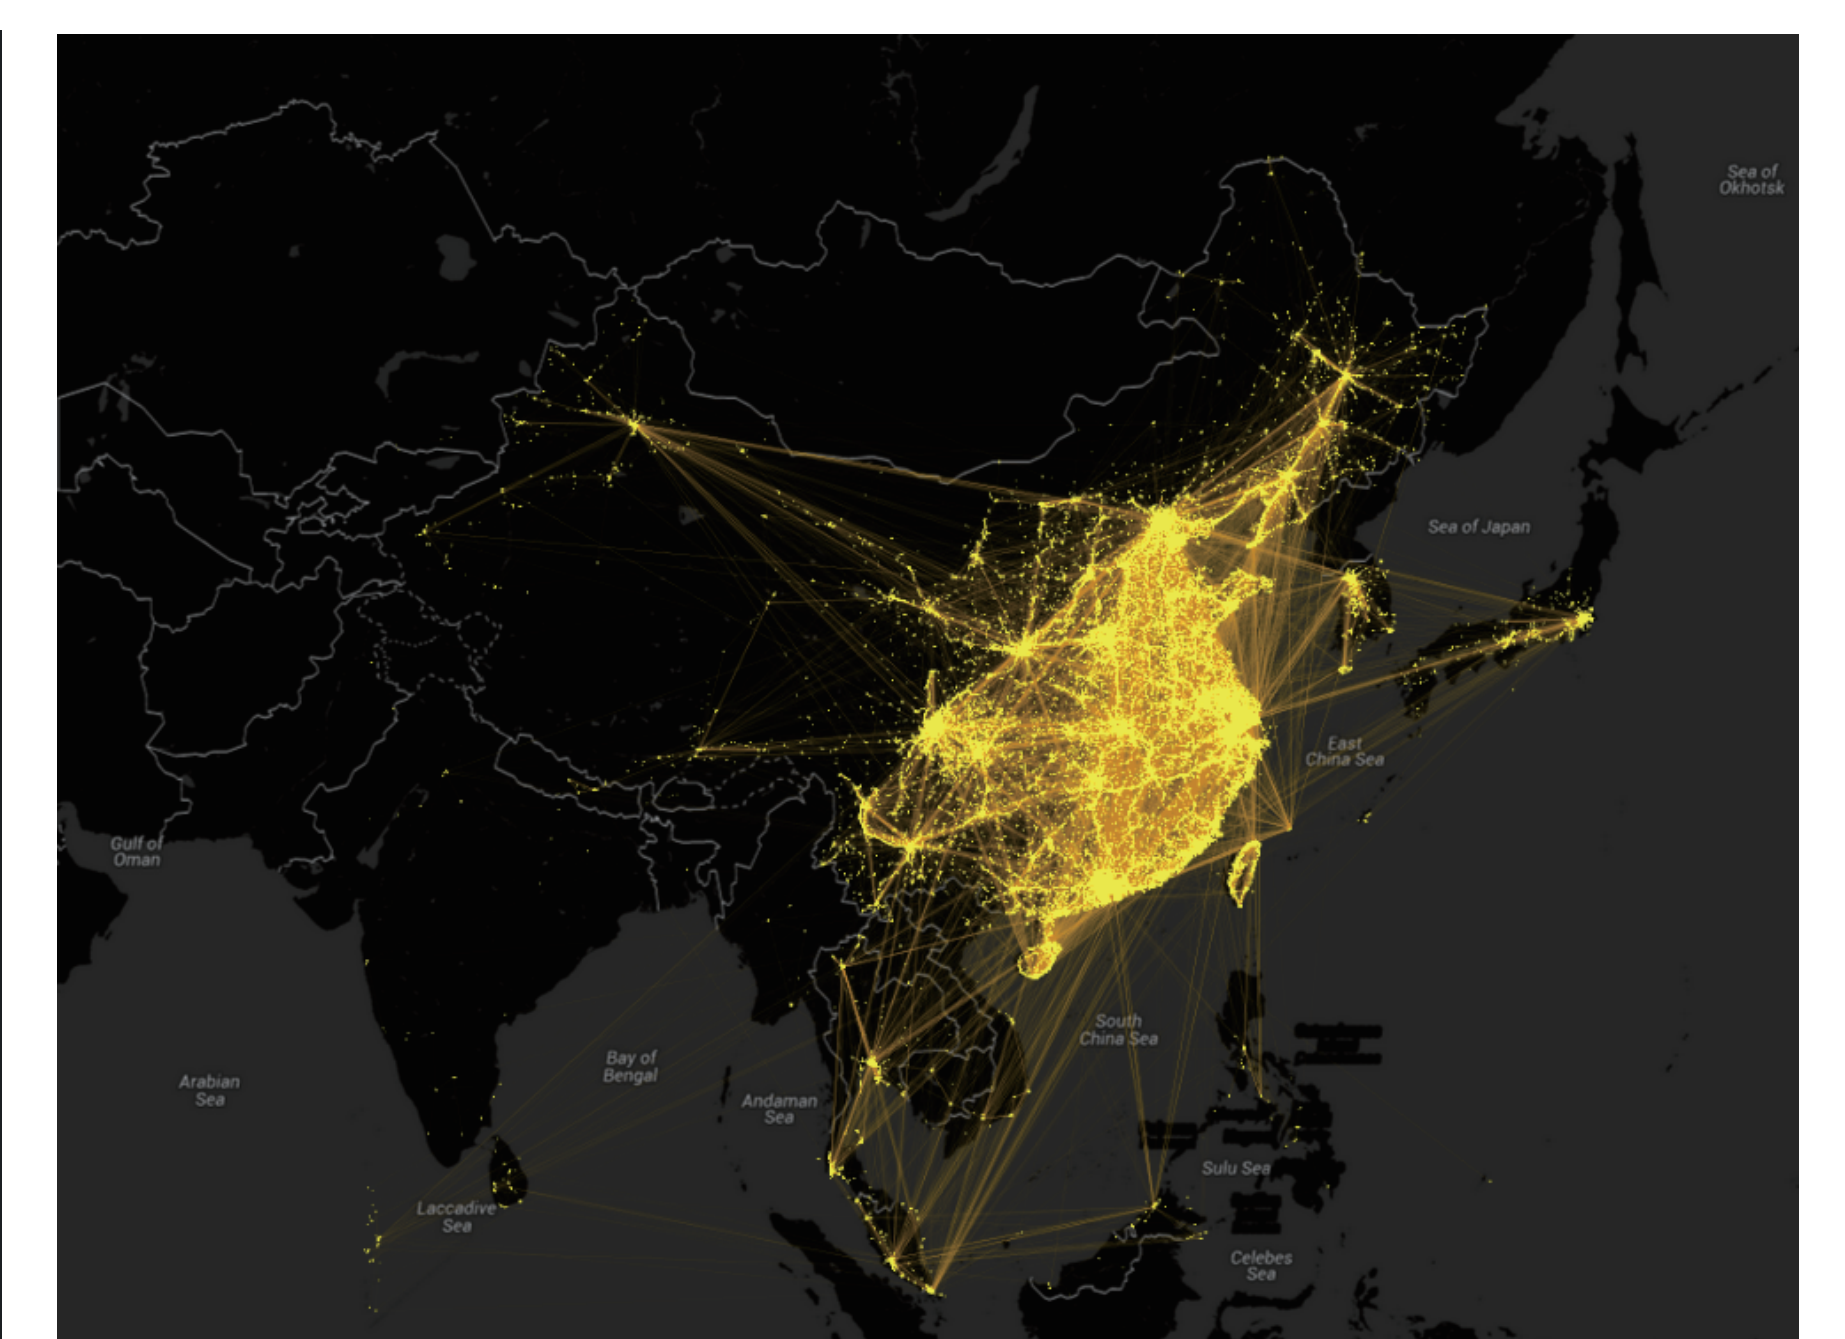 Sea of
Okhotsk
Sea of Japan
East
China Sea
Gulf of
Oman
South
China Sea
Bay of
Bengal
Arabian
Sea
Andaman
Sea
Sulu Sea
Laccadive
Sea
Celebes
Sea